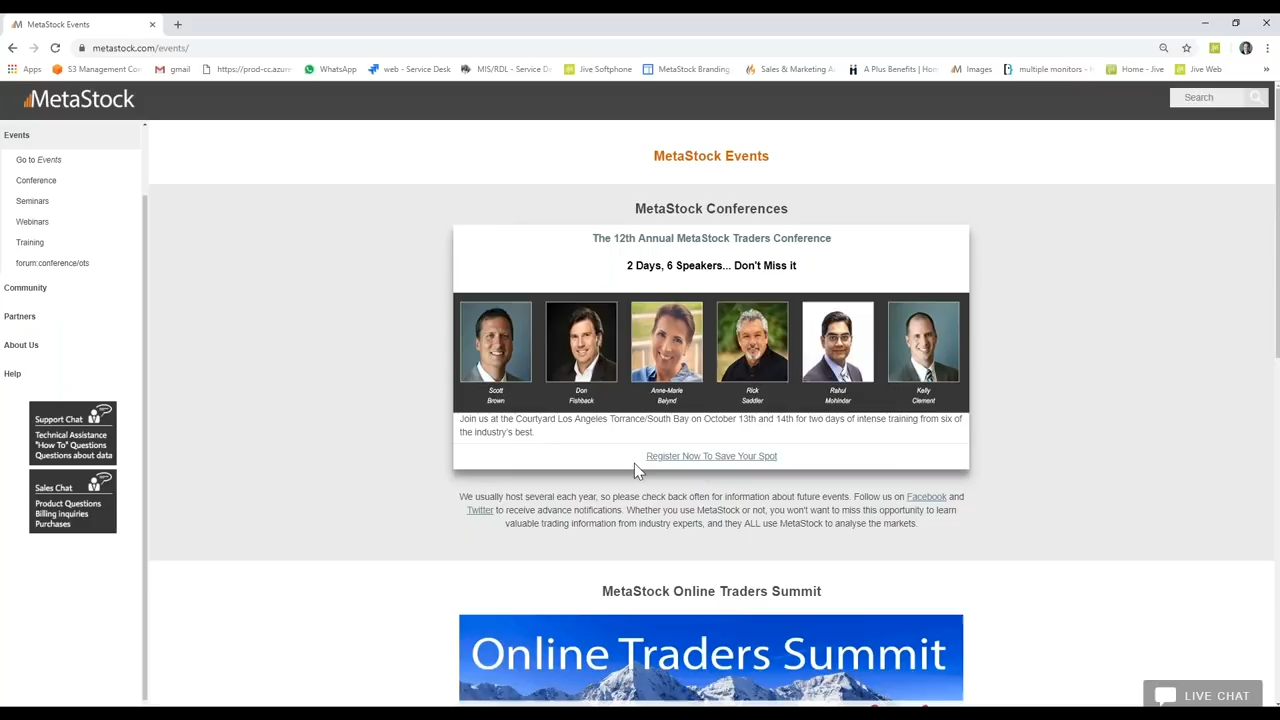 MetaStock Events
metastock.com/events/
Apps
S3 Management Con
gmail
https://prod-cc.azure
WhatsApp
web - Service Desk
MIS/RDL - Service De
Jive Softphone
MetaStock Branding
Sales & Marketing A
A Plus Benefits | Hom
Images
multiple monitors -
Home - Jive
Jive Web
»
MetaStock
Search
Events
Go to Events
Conference
Seminars
Webinars
Training
forum:conference/ots
Community
Partners
About Us
Help
Support Chat
Technical Assistance
"How To" Questions
Questions about data
Sales Chat
Product Questions
Billing inquiries
Purchases
MetaStock Events
MetaStock Conferences
The 12th Annual MetaStock Traders Conference
2 Days, 6 Speakers... Don't Miss it
Scott
Brown
Don
Fishback
Anne-Marie
Baiynd
Rick
Saddler
Rahul
Mohindar
Kelly
Clement
Join us at the Courtyard Los Angeles Torrance/South Bay on October 13th and 14th for two days of intense training from six of
the industry's best.
Register Now To Save Your Spot
We usually host several each year, so please check back often for information about future events. Follow us on Facebook and
Twitter to receive advance notifications. Whether you use MetaStock or not, you won't want to miss this opportunity to learn
valuable trading information from industry experts, and they ALL use MetaStock to analyse the markets.
MetaStock Online Traders Summit
Online Traders Summit
LIVE CHAT